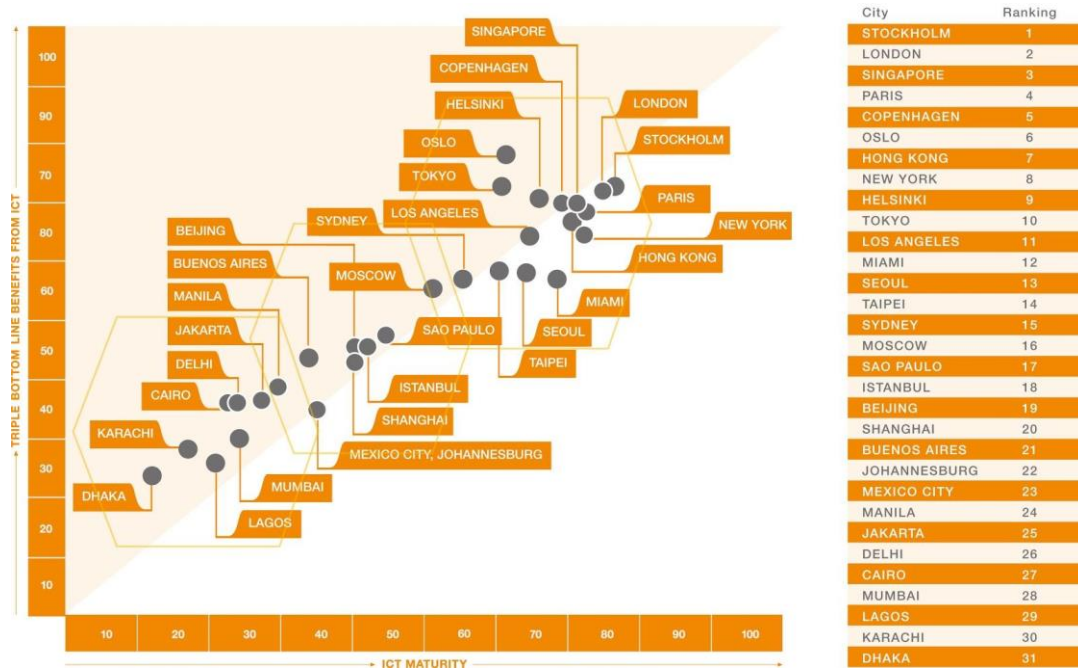 TRIPLE BOTTOM LINE BENEFITS FROM ICT
100
90
70
80
60
50
40
30
20
10
SINGAPORE
COPENHAGEN
HELSINKI
LONDON
OSLO
STOCKHOLM
TOKYO
PARIS
LOS ANGELES
SYDNEY
NEW YORK
BEIJING
HONG KONG
BUENOS AIRES
MOSCOW
MANILA
MIAMI
JAKARTA
SAO PAULO
SEOUL
DELHI
TAIPEI
CAIRO
ISTANBUL
SHANGHAI
KARACHI
MEXICO CITY, JOHANNESBURG
MUMBAI
DHAKA
LAGOS
10 20 30 40 50 60 70 80 90 100
ICT MATURITY
City Ranking
STOCKHOLM 1
LONDON 2
SINGAPORE 3
PARIS 4
COPENHAGEN 5
OSLO 6
HONG KONG 7
NEW YORK 8
HELSINKI 9
TOKYO 10
LOS ANGELES 11
MIAMI 12
SEOUL 13
TAIPEI 14
SYDNEY 15
MOSCOW 16
SAO PAULO 17
ISTANBUL 18
BEIJING 19
SHANGHAI 20
BUENOS AIRES 21
JOHANNESBURG 22
MEXICO CITY 23
MANILA 24
JAKARTA 25
DELHI 26
CAIRO 27
MUMBAI 28
LAGOS 29
KARACHI 30
DHAKA 31